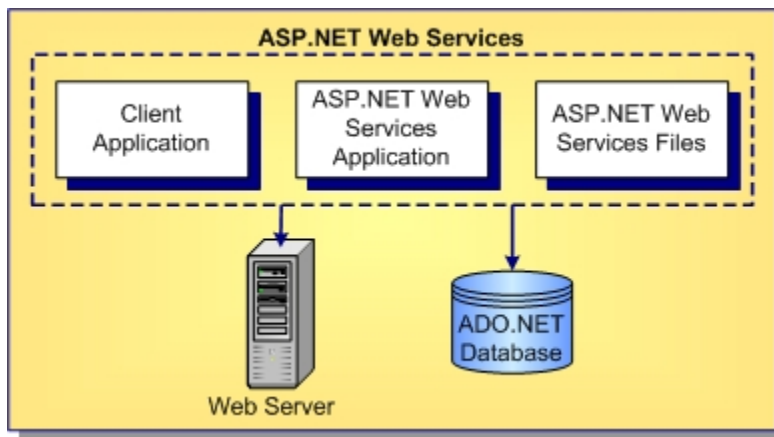 ASP.NET Web Services
Client
Application
ASP.NET Web
Services
Application
ASP.NET Web
Services Files
ADO.NET
Database
Web Server